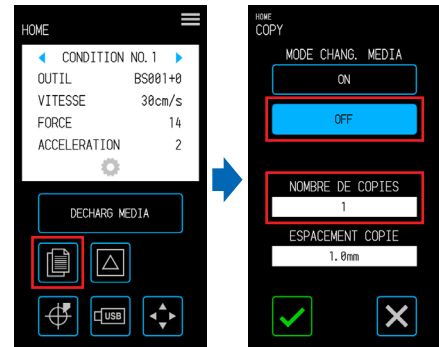 HOME
CONDITION NO. 1
OUTIL BS001+0
VITESSE 30cm/s
FORCE 14
ACCELERATION 2
DECHARG MEDIA
USB
HOME
COPY
MODE CHANG. MEDIA
ON
OFF
NOMBRE DE COPIES
1
ESPACEMENT COPIE
1.0mm